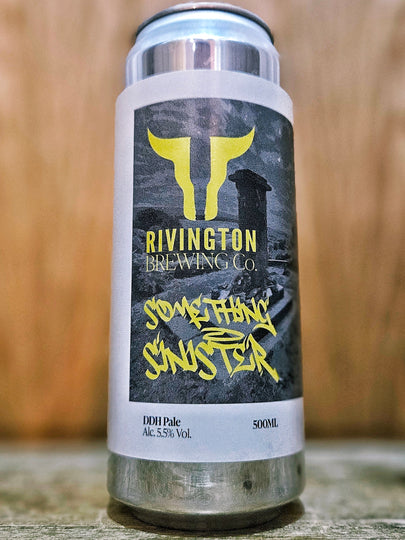 RIVINGTON
BREWING Co.
SOMETHING
SINISTER
DDH Pale
Alc. 5.5% Vol.
500ML